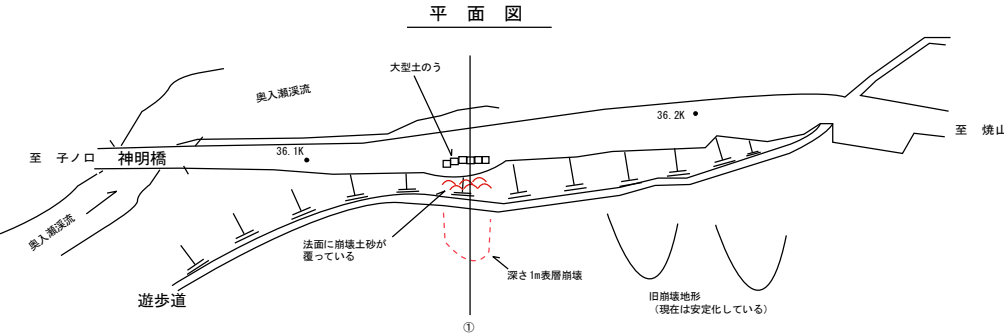 平　面　図
大型土のう
奥入瀬渓流
36.2K
至　焼山
36.1K
至　子ノ口
神明橋
奥入瀬渓流
法面に崩壊土砂が
覆っている
深さ1m表層崩壊
遊歩道
旧崩壊地形
（現在は安定化している）
①